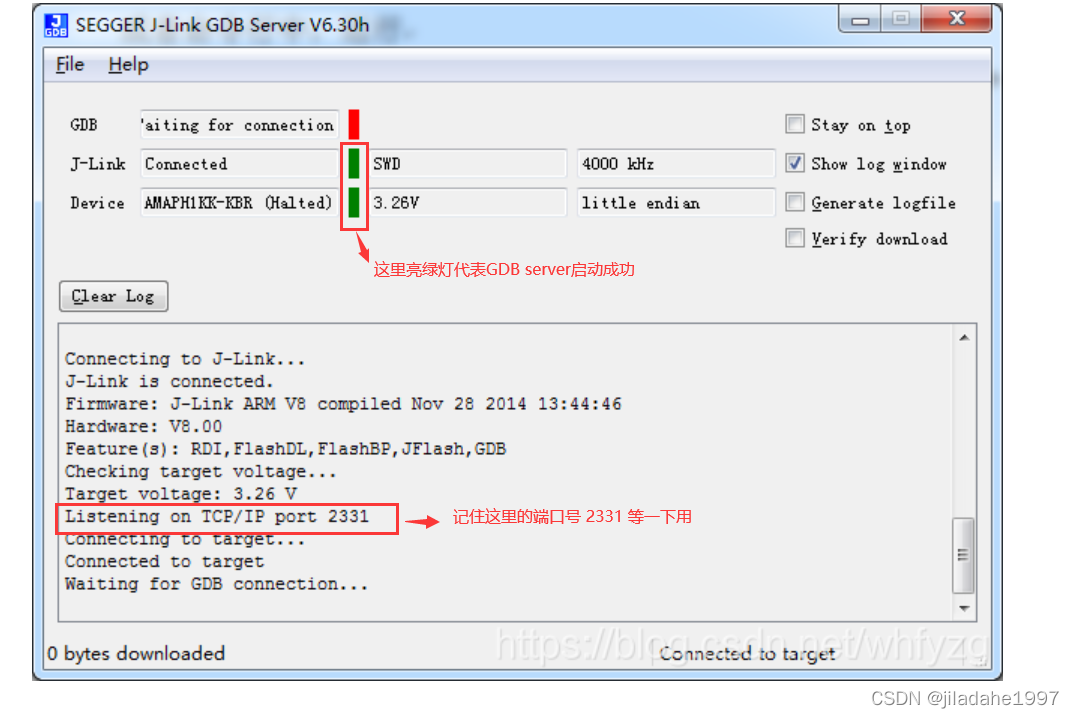 SEGGER J-Link GDB Server V6.30h
File Help
GDB 'aiting for connection Stay on top
J-Link Connected SWD 4000 kHz Show log window
Device AMAPH1KK-KBR (Halted) 3.26V little endian Generate logfile
Verify download
这里亮绿灯代表GDB server启动成功
Clear Log
Connecting to J-Link...
J-Link is connected.
Firmware: J-Link ARM V8 compiled Nov 28 2014 13:44:46
Hardware: V8.00
Feature(s): RDI,FlashDL,FlashBP,JFlash,GDB
Checking target voltage...
Target voltage: 3.26 V
Listening on TCP/IP port 2331 记住这里的端口号 2331 等一下用
Connecting to target...
Connected to target
Waiting for GDB connection...
https://blog.csdn.net/whfyzg
0 bytes downloaded Connected to target
CSDN @jiladahe1997